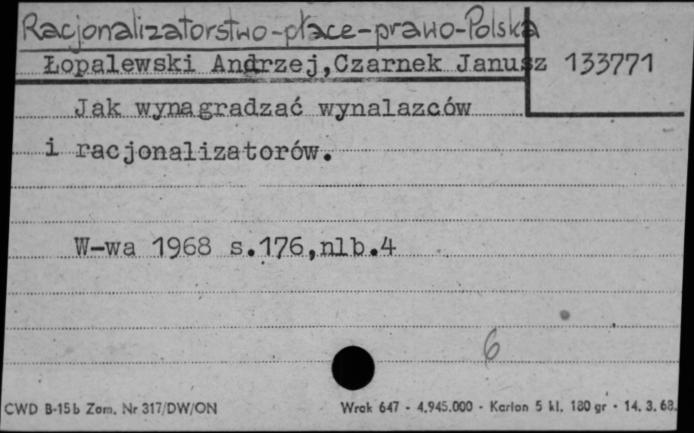 Racjonalizatorstwo-płace-prawo-Polska
Łopalewski Andrzej,Czarnek Janusz 133771
Jak wynagradzać wynalazców
i racjonalizatorów.
W-wa 1968 s.176,nlb.4
6
CWD B-15b Zam. Nr 317/DW/ON Wrak 647 - 4.945.000 - Karton 5 kl. 180 gr - 14. 3. 68.